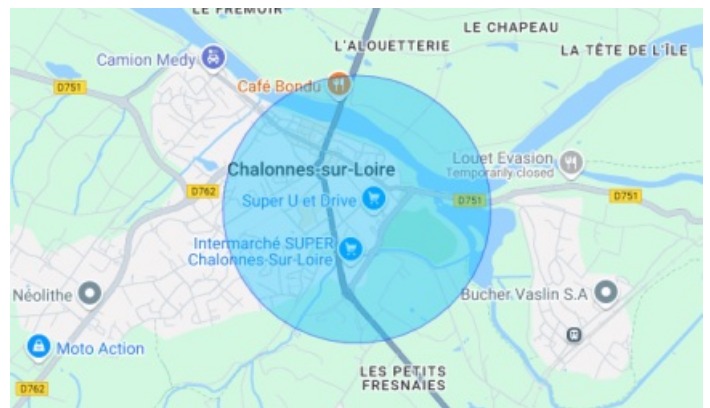 LE FREMOIR
LE CHAPEAU
L'ALOUETTERIE
LA TÊTE DE L'ÎLE
Camion Medy
D751
Café Bondu
Chalonnes-sur-Loire
Louet Evasion
Temporarily closed
D762
Super U et Drive
D751
D751
Intermarché SUPER
Chalonnes-Sur-Loire
Néolithe
Bucher Vaslin S.A
Moto Action
LES PETITS
FRESNAIES
D762